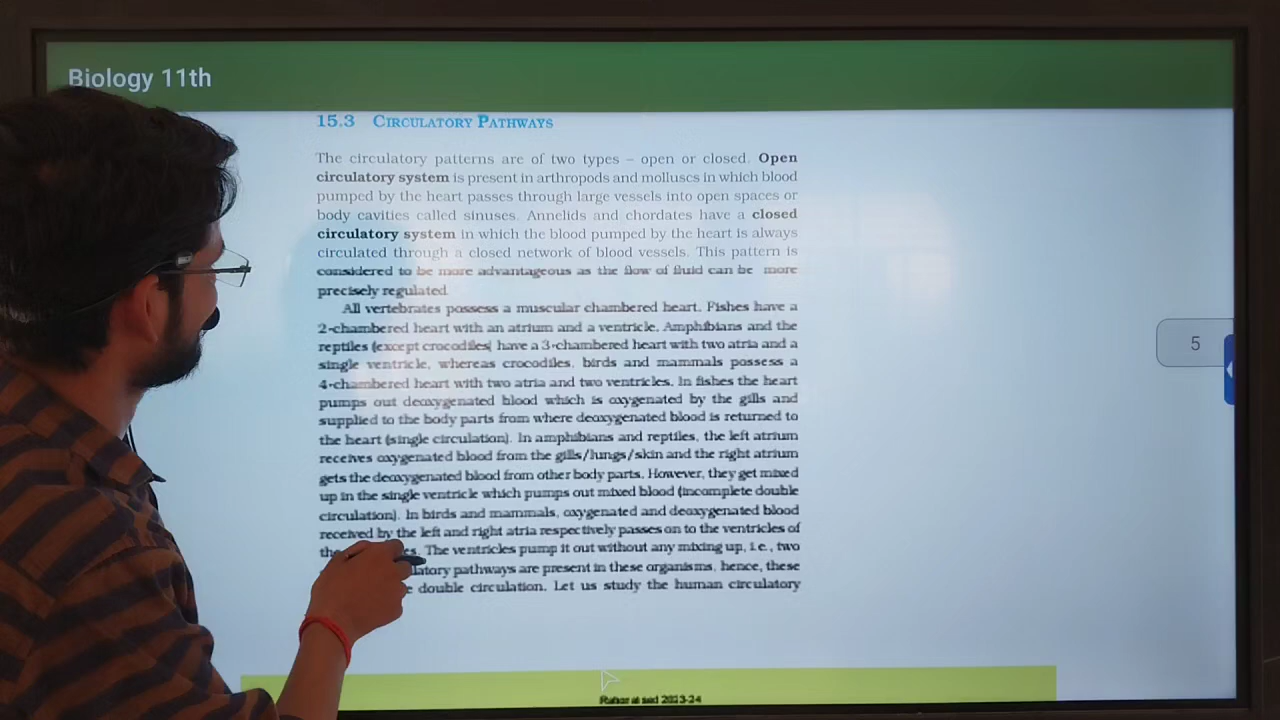 Biology 11th
15.3 CIRCULATORY PATHWAYS
The circulatory patterns are of two types – open or closed. Open
circulatory system is present in arthropods and molluscs in which blood
pumped by the heart passes through large vessels into open spaces or
body cavities called sinuses. Annelids and chordates have a closed
circulatory system in which the blood pumped by the heart is always
circulated through a closed network of blood vessels. This pattern is
considered to be more advantageous as the flow of fluid can be more
precisely regulated.
All vertebrates possess a muscular chambered heart. Fishes have a
2-chambered heart with an atrium and a ventricle. Amphibians and the
reptiles (except crocodiles) have a 3-chambered heart with two atria and a
single ventricle, whereas crocodiles, birds and mammals possess a
4-chambered heart with two atria and two ventricles. In fishes the heart
pumps out deoxygenated blood which is oxygenated by the gills and
supplied to the body parts from where deoxygenated blood is returned to
the heart (single circulation). In amphibians and reptiles, the left atrium
receives oxygenated blood from the gills/lungs/skin and the right atrium
gets the deoxygenated blood from other body parts. However, they get mixed
up in the single ventricle which pumps out mixed blood (incomplete double
circulation). In birds and mammals, oxygenated and deoxygenated blood
received by the left and right atria respectively passes on to the ventricles of
The ventricles pump it out without any mixing up, i.e., two
pathways are present in these organisms, hence, these
double circulation. Let us study the human circulatory
5
2023-24